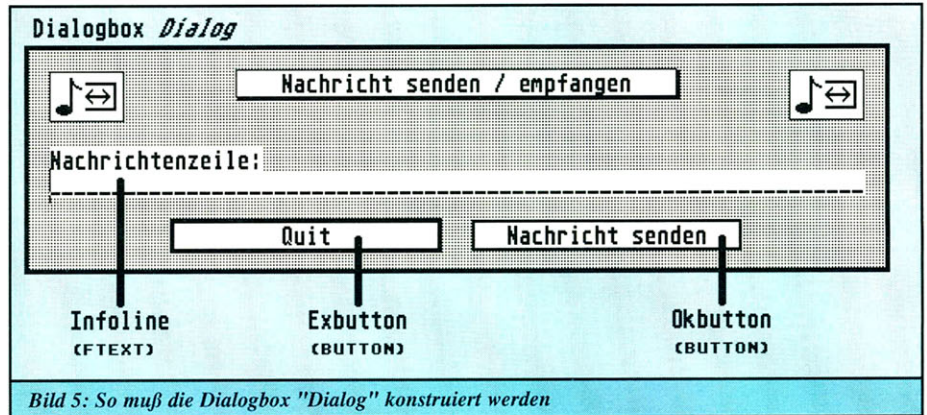 Dialogbox Dialog
Nachricht senden / empfangen
Nachrichtenzeile:
Quit
Nachricht senden
Infoline
Exbutton
Okbutton
(FTEXT)
(BUTTON)
(BUTTON)
Bild 5: So muß die Dialogbox "Dialog" konstruiert werden